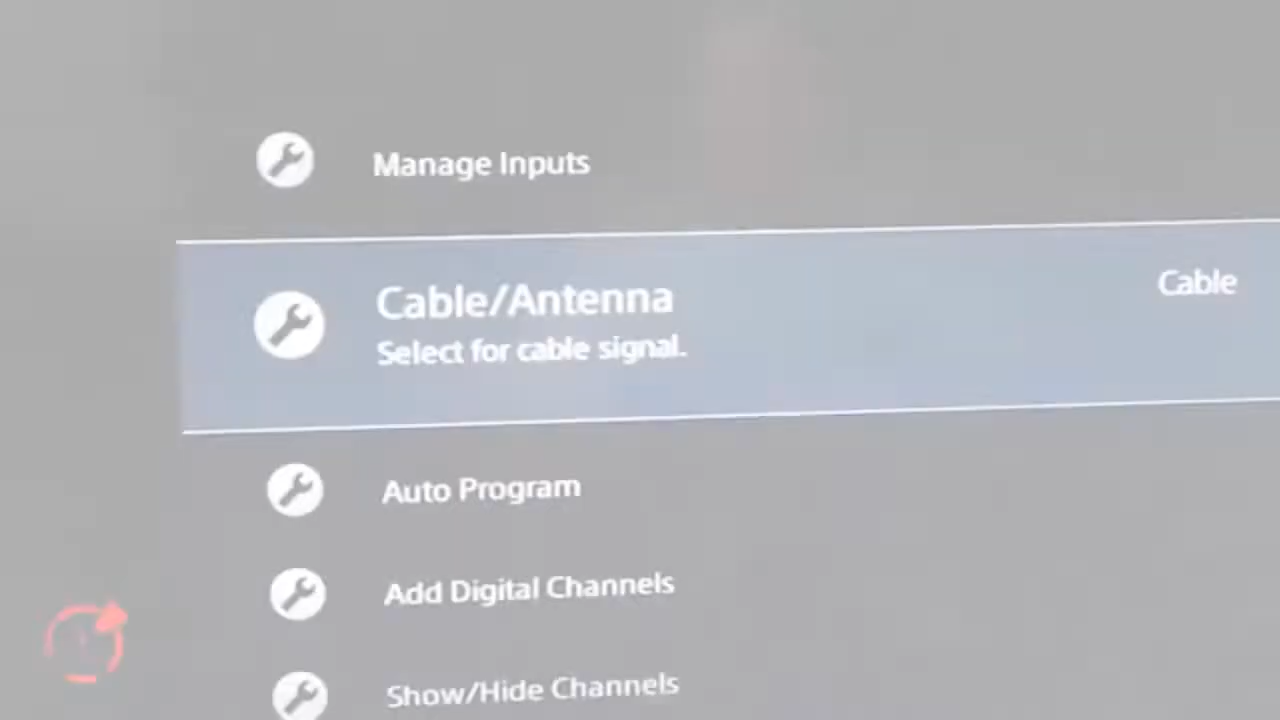 Manage Inputs
Cable/Antenna
Cable
Select for cable signal.
Auto Program
Add Digital Channels
Show/Hide Channels